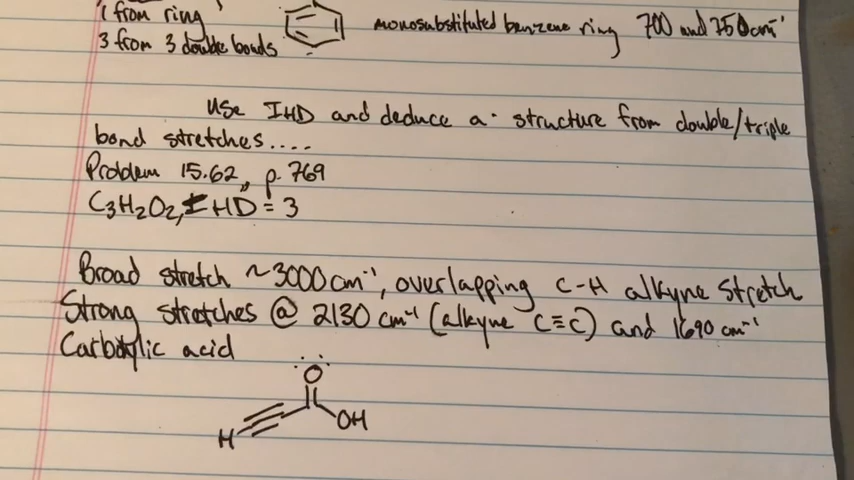 1 from ring
3 from 3 double bonds
monosubstituted benzene ring 700 and 750 cm⁻¹
Use IHD and deduce a structure from double/triple
bond stretches....
Problem 15.62, p. 769
C₃H₂O₂, IHD = 3
Broad stretch ~3000 cm⁻¹, overlapping C-H alkyne stretch
Strong stretches @ 2130 cm⁻¹ (alkyne C≡C) and 1690 cm⁻¹
Carboxylic acid
O
OH
H